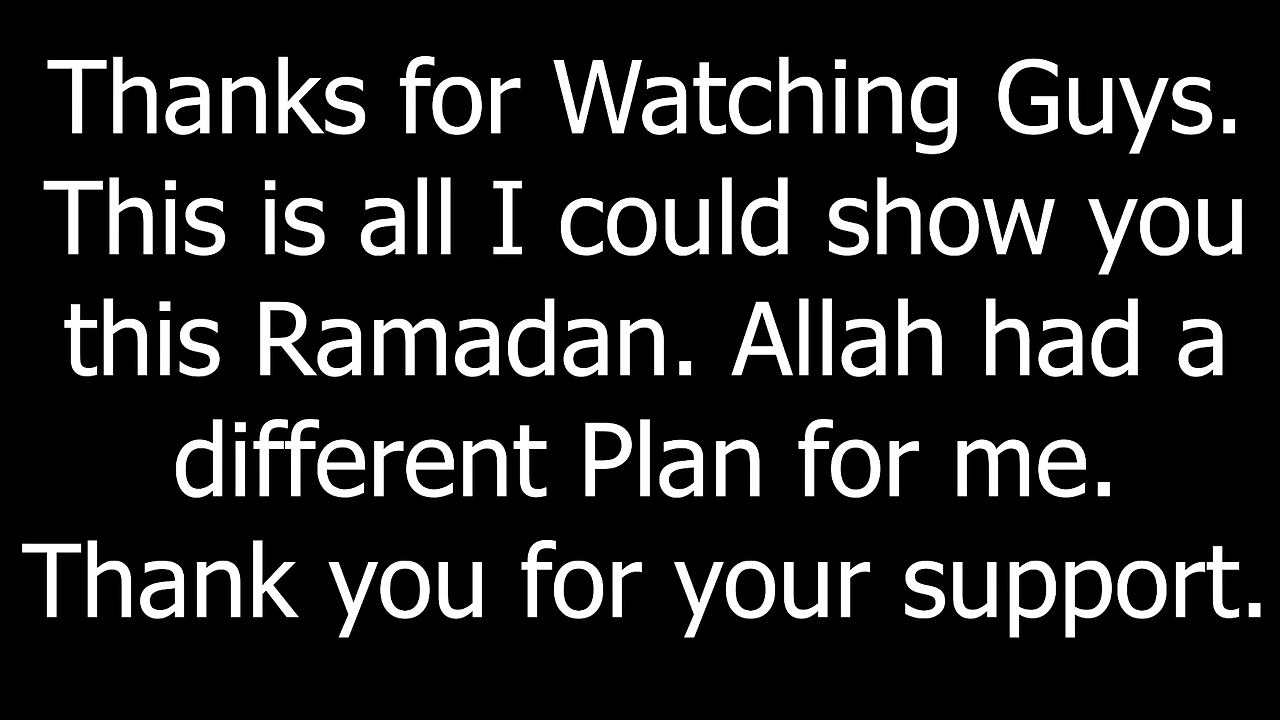 Thanks for Watching Guys.
This is all I could show you
this Ramadan. Allah had a
different Plan for me.
Thank you for your support.